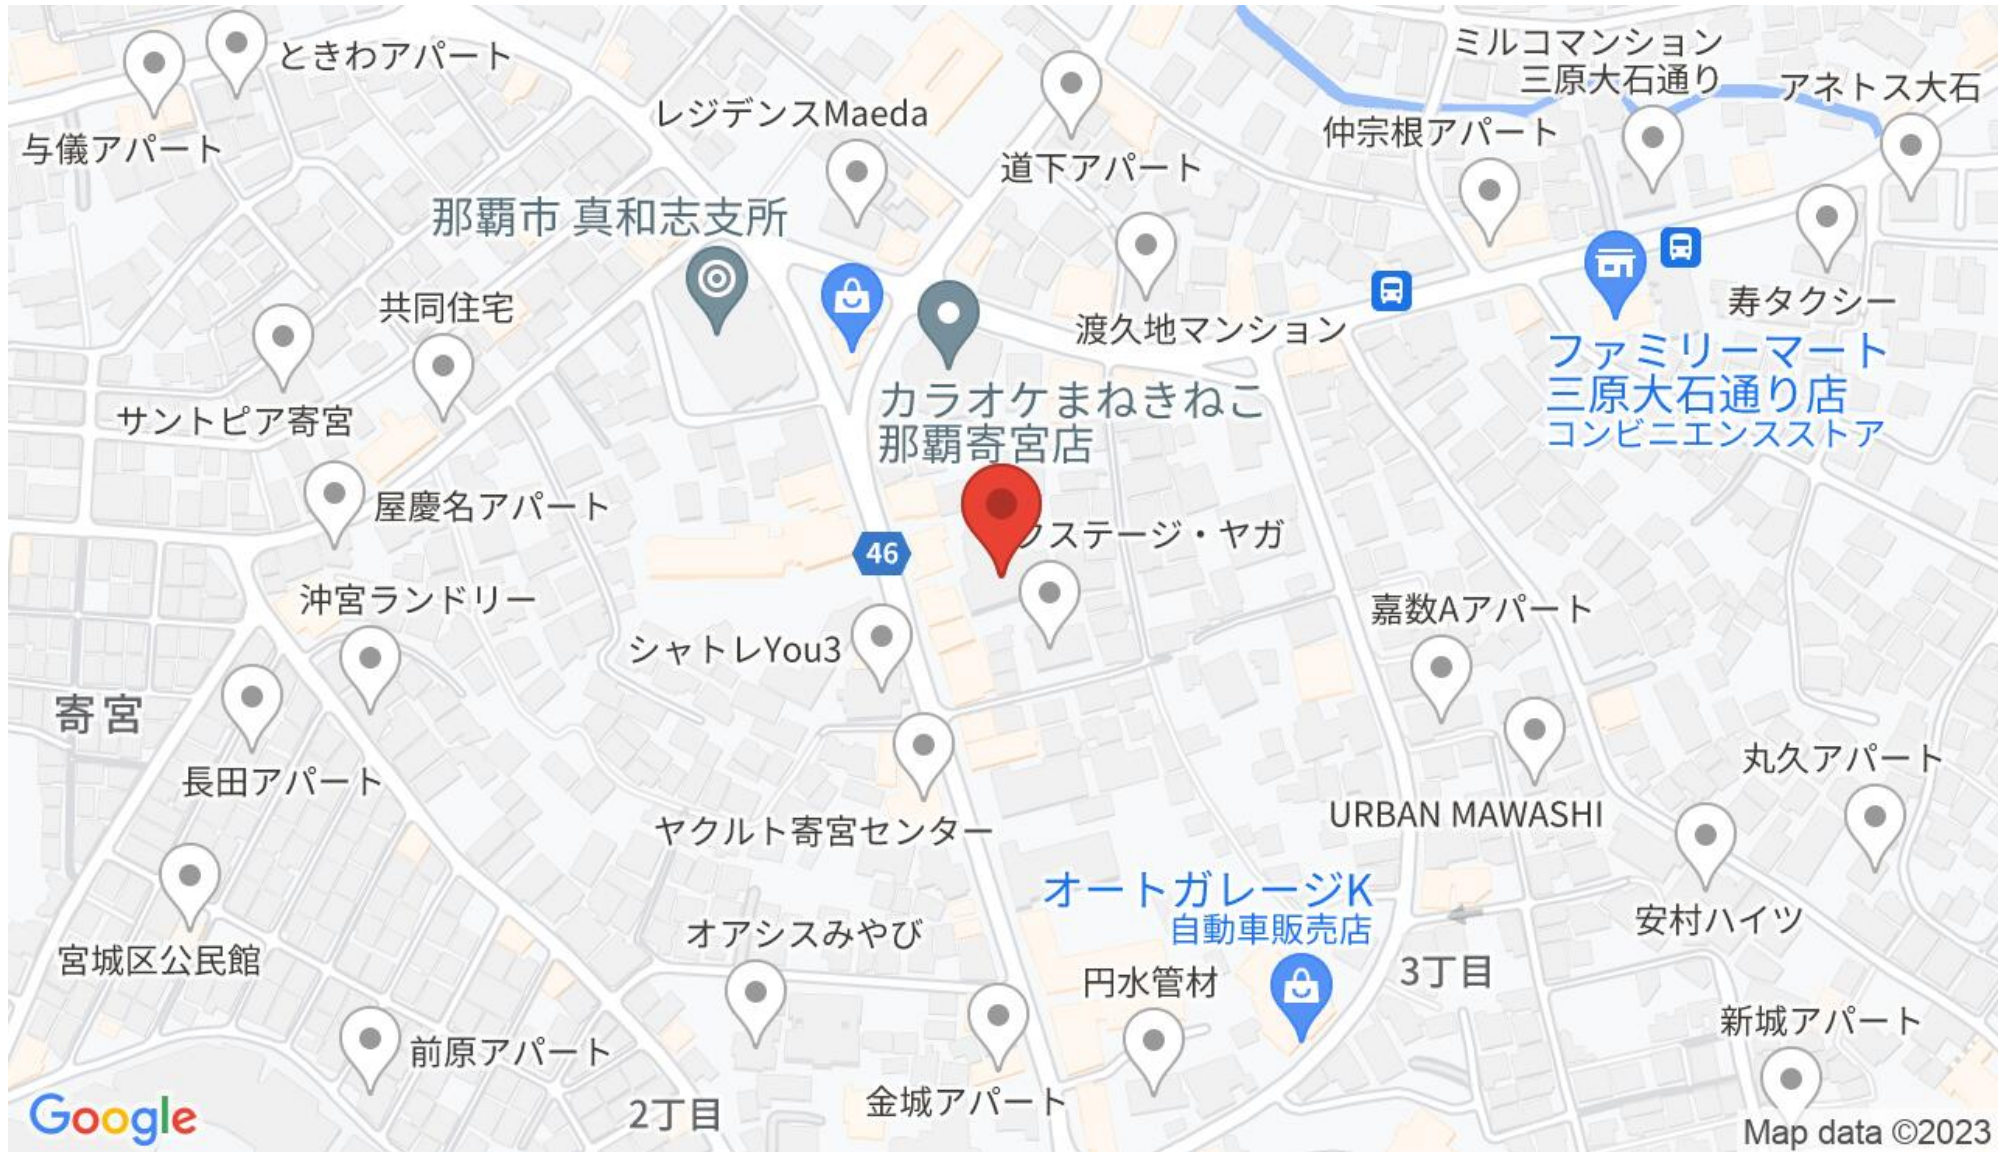 ときわアパート
与儀アパート
レジデンスMaeda
道下アパート
ミルコマンション
三原大石通り
アネトス大石
仲宗根アパート
那覇市 真和志支所
共同住宅
サントピア寄宮
渡久地マンション
寿タクシー
ファミリーマート
三原大石通り店
コンビニエンスストア
カラオケまねきねこ
那覇寄宮店
屋慶名アパート
クステージ・ヤガ
46
沖宮ランドリー
シャトレYou3
嘉数Aアパート
寄宮
長田アパート
ヤクルト寄宮センター
URBAN MAWASHI
丸久アパート
オートガレージK
自動車販売店
安村ハイツ
オアシスみやび
宮城区公民館
円水管材
3丁目
新城アパート
前原アパート
金城アパート
2丁目
Google
Map data ©2023